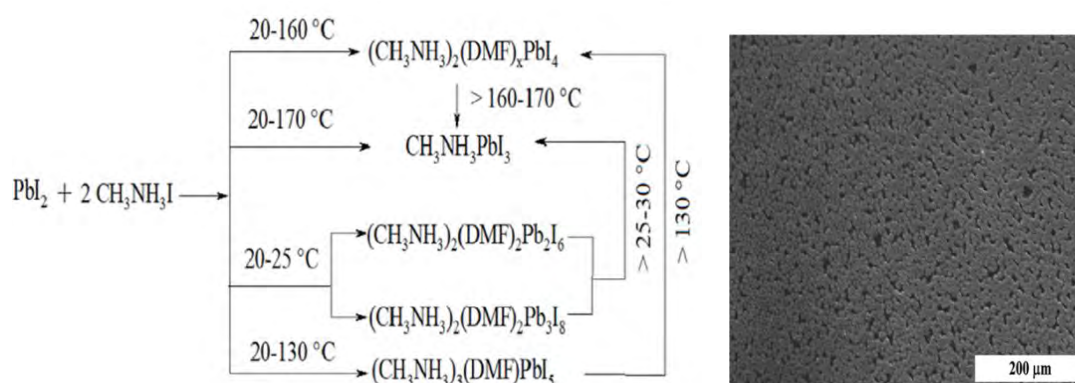 20-160 °C
(CH₃NH₃)₂(DMF)ₓPbI₄
> 160-170 °C
20-170 °C
CH₃NH₃PbI₃
PbI₂ + 2 CH₃NH₃I
(CH₃NH₃)₂(DMF)₂Pb₂I₆
20-25 °C
(CH₃NH₃)₂(DMF)₂Pb₃I₈
20-130 °C
(CH₃NH₃)₃(DMF)PbI₅
> 25-30 °C
> 130 °C
200 µm